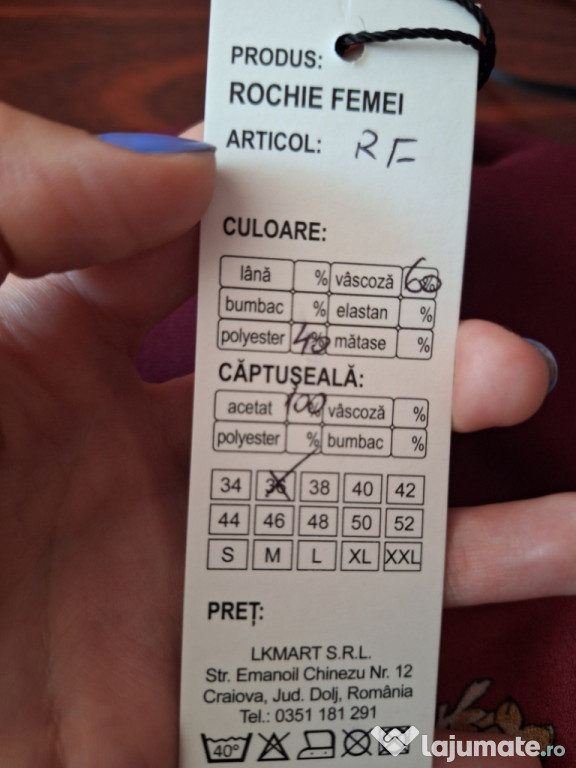 PRODUS:
ROCHIE FEMEI
ARTICOL: RF
CULOARE:
lână % vâscoză 60%
bumbac % elastan %
polyester 40% mătase %
CĂPTUȘEALĂ:
acetat 100% vâscoză %
polyester % bumbac %
34 36 38 40 42
44 46 48 50 52
S M L XL XXL
PREȚ:
LKMART S.R.L.
Str. Emanoil Chinezu Nr. 12
Craiova, Jud. Dolj, România
Tel.: 0351 181 291
40°
lajumate.ro